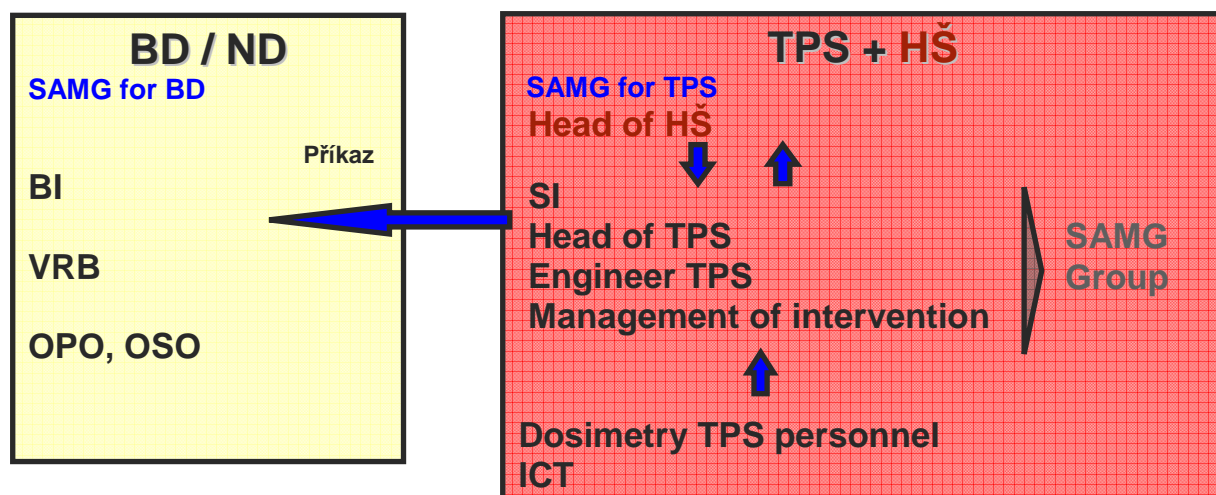 BD / ND
SAMG for BD
Příkaz
BI
VRB
OPO, OSO
TPS + HŠ
SAMG for TPS
Head of HŠ
SI
Head of TPS
Engineer TPS
Management of intervention
SAMG
Group
Dosimetry TPS personnel
ICT